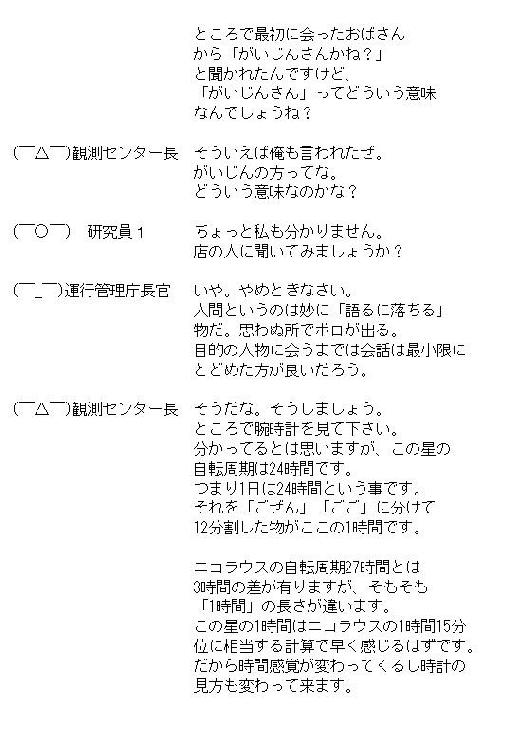 ところで最初に会ったおばさん
から「がいじんさんかね？」
と聞かれたんですけど、
「がいじんさん」ってどういう意味
なんでしょうね？
(￣△￣)観測センター長 そういえば俺も言われたぜ。
がいじんの方ってな。
どういう意味なのかな？
(￣○￣) 研究員１ ちょっと私も分かりません。
店の人に聞いてみましょうか？
(￣_￣)運行管理庁長官 いや。やめときなさい。
人間というのは妙に「語るに落ちる」
物だ。思わぬ所でボロが出る。
目的の人物に会うまでは会話は最小限に
とどめた方が良いだろう。
(￣△￣)観測センター長 そうだな。そうしましょう。
ところで腕時計を見て下さい。
分かってるとは思いますが、この星の
自転周期は24時間です。
つまり1日は24時間という事です。
それを「ごぜん」「ごご」に分けて
12分割した物がここの1時間です。
ニコラウスの自転周期27時間とは
3時間の差が有りますが、そもそも
「1時間」の長さが違います。
この星の1時間はニコラウスの1時間15分
位に相当する計算で早く感じるはずです。
だから時間感覚が変わってくるし時計の
見方も変わって来ます。